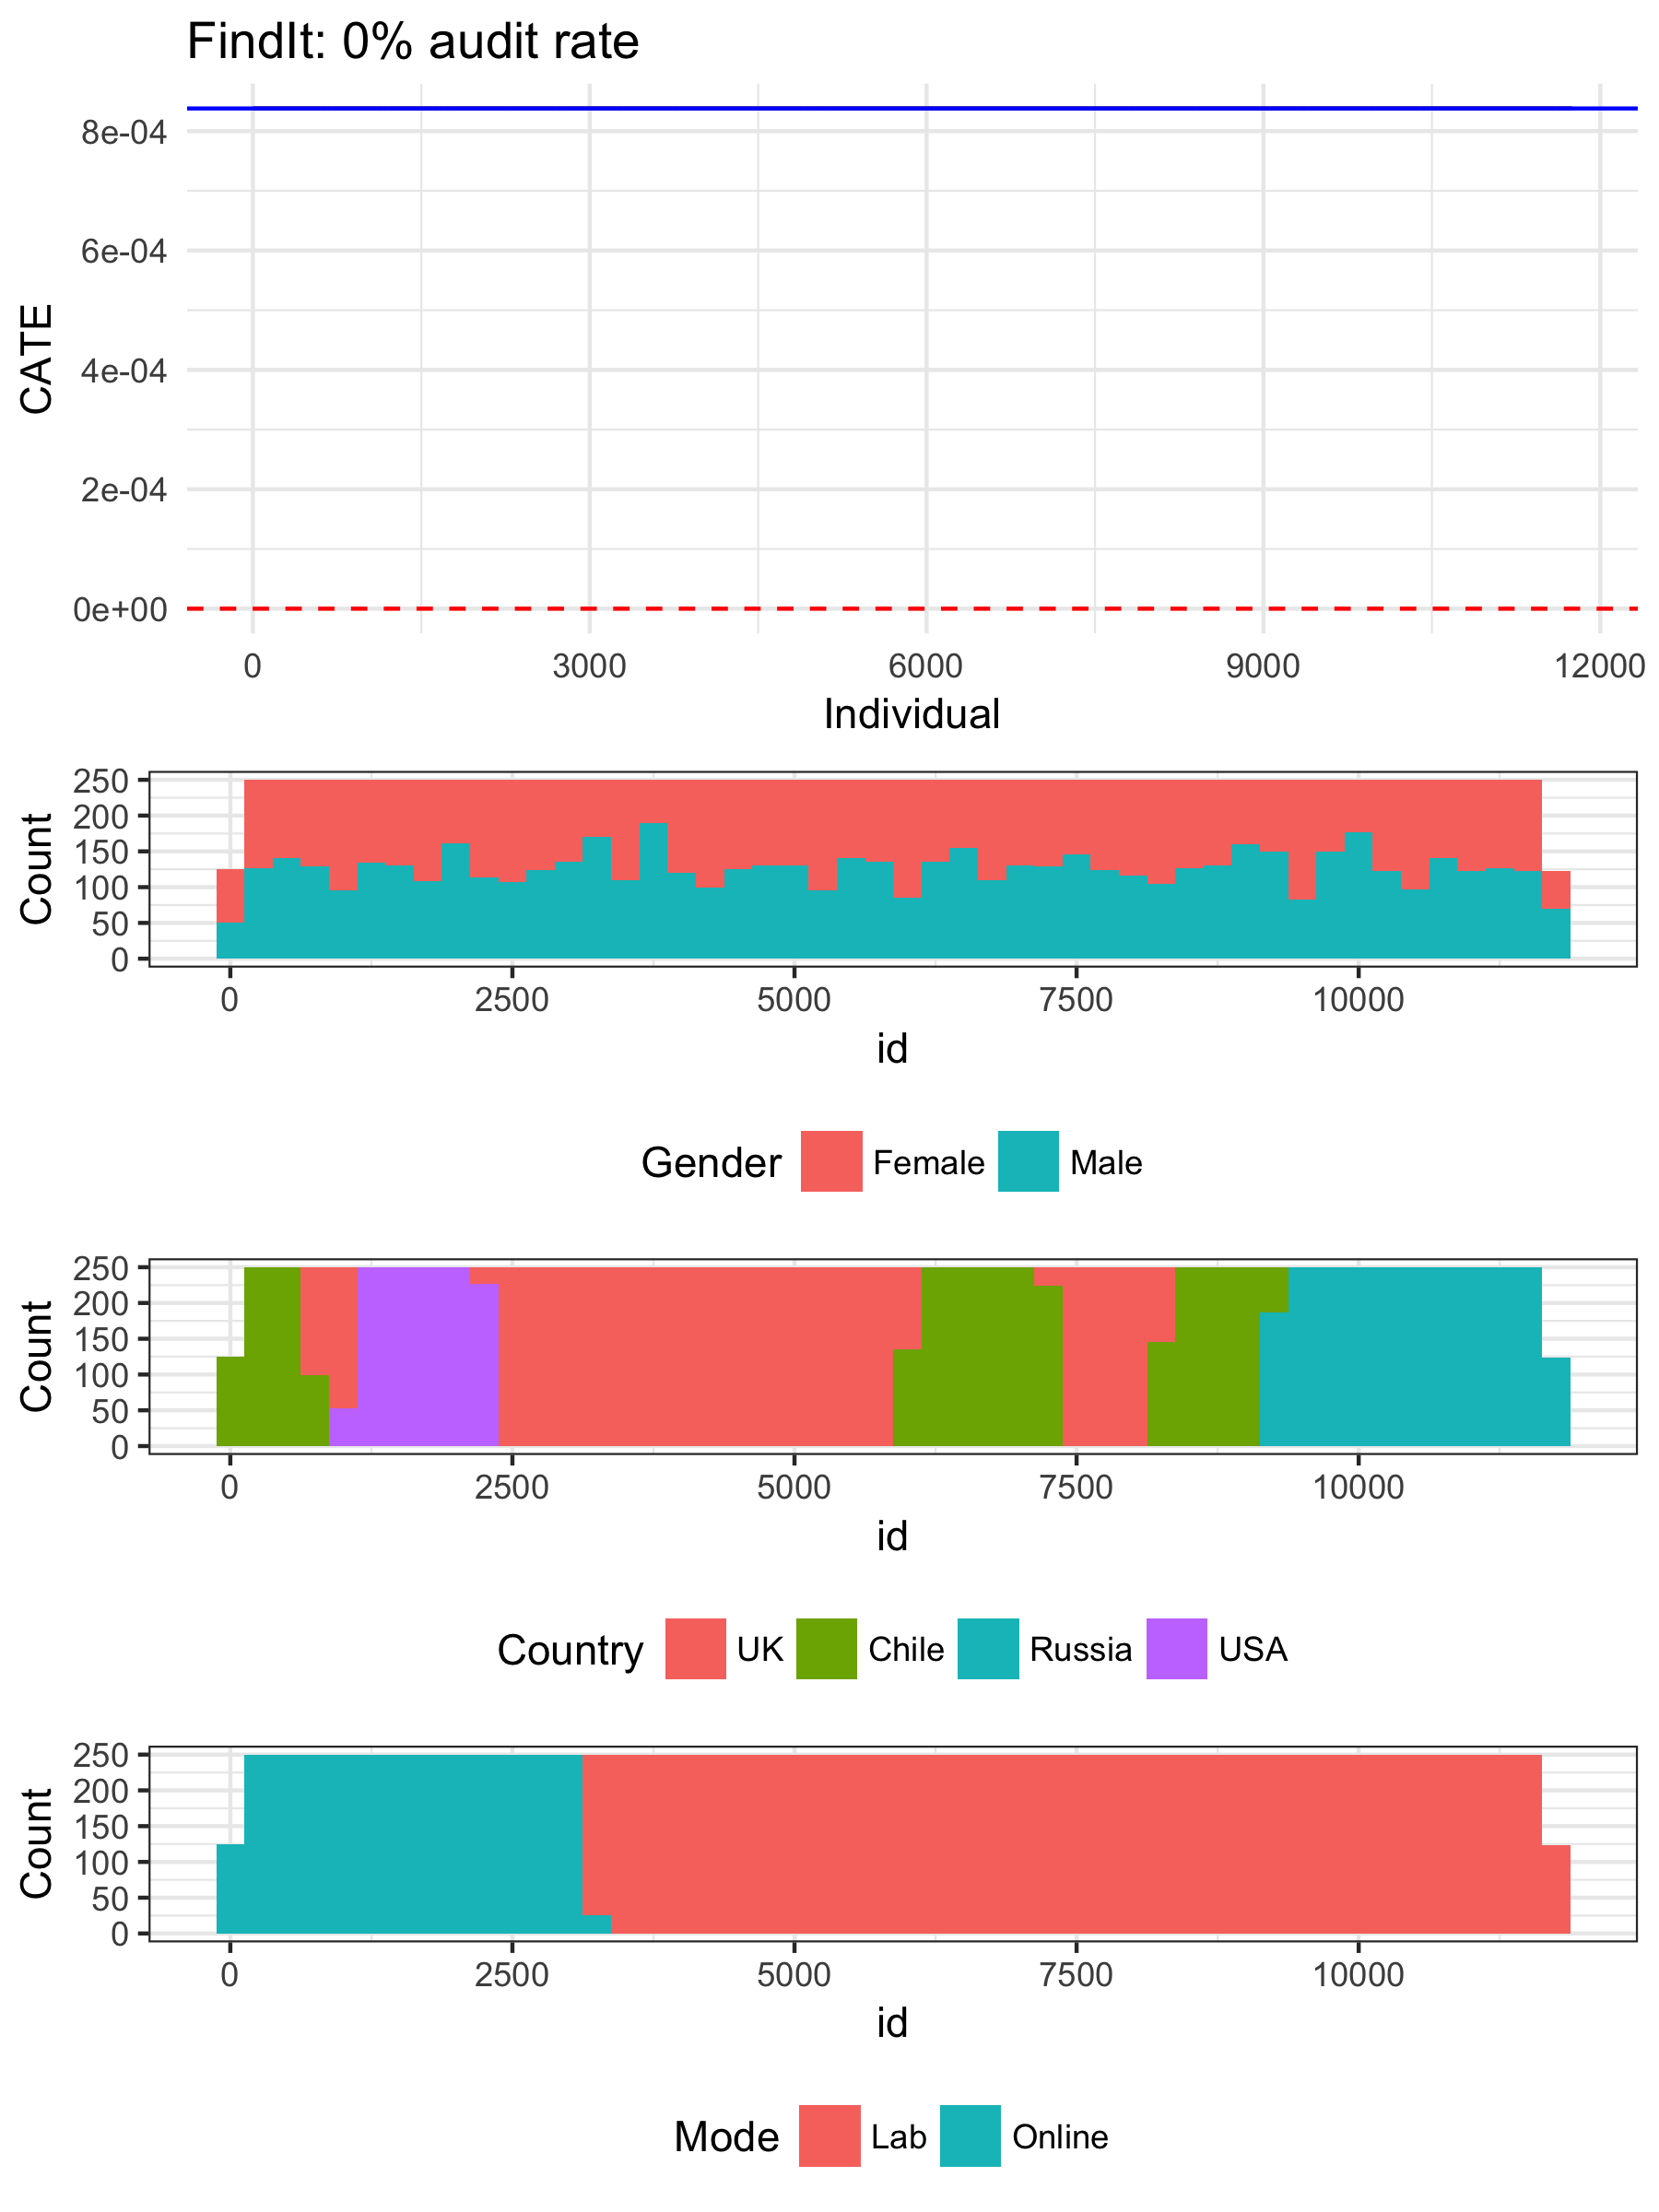 FindIt: 0% audit rate
CATE
8e-04
6e-04
4e-04
2e-04
0e+00
0 3000 6000 9000 12000
Individual
Count
250
200
150
100
50
0
0 2500 5000 7500 10000
id
Gender Female Male
Count
250
200
150
100
50
0
0 2500 5000 7500 10000
id
Country UK Chile Russia USA
Count
250
200
150
100
50
0
0 2500 5000 7500 10000
id
Mode Lab Online